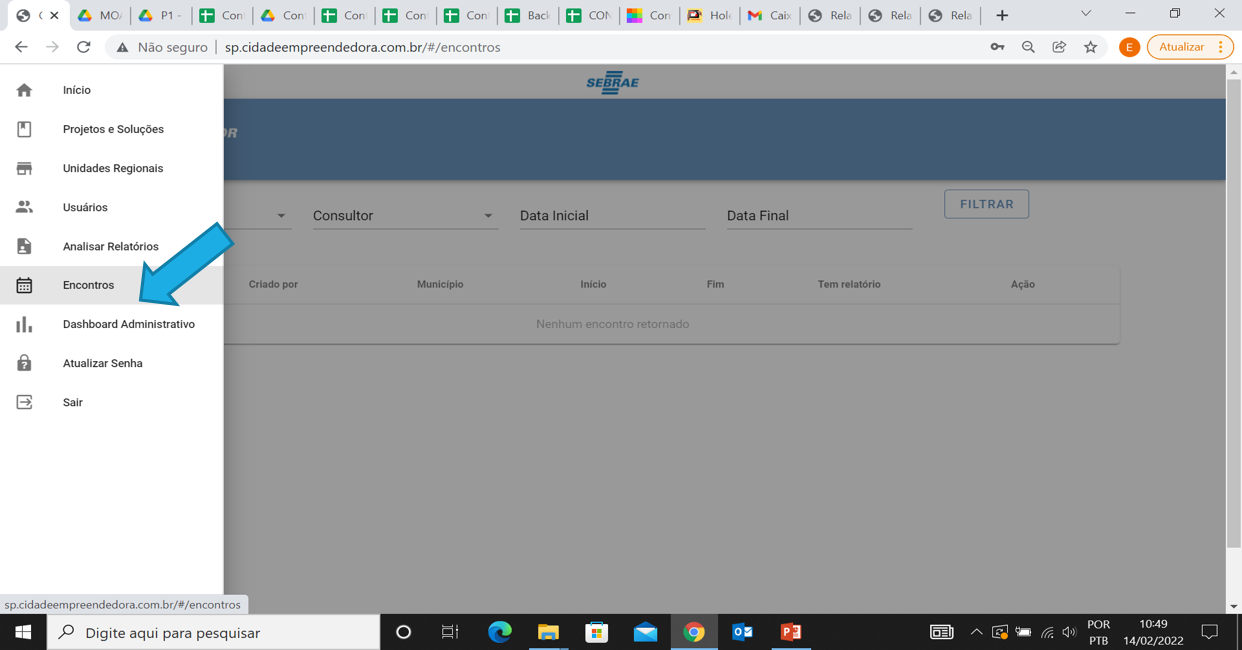 C
MO/
P1 -
Con
Con
Con
Con
Con
Back
CON
Con
Hole
Caix
Rela
Rela
Rela
Não seguro
sp.cidadeempreendedora.com.br/#/encontros
E
Atualizar
SEBRAE
Início
Projetos e Soluções
OR
Unidades Regionais
Usuários
Consultor
Data Inicial
Data Final
FILTRAR
Analisar Relatórios
Encontros
Criado por
Município
Início
Fim
Tem relatório
Ação
Dashboard Administrativo
Nenhum encontro retornado
Atualizar Senha
Sair
sp.cidadeempreendedora.com.br/#/encontros
Digite aqui para pesquisar
POR
PTB
10:49
14/02/2022